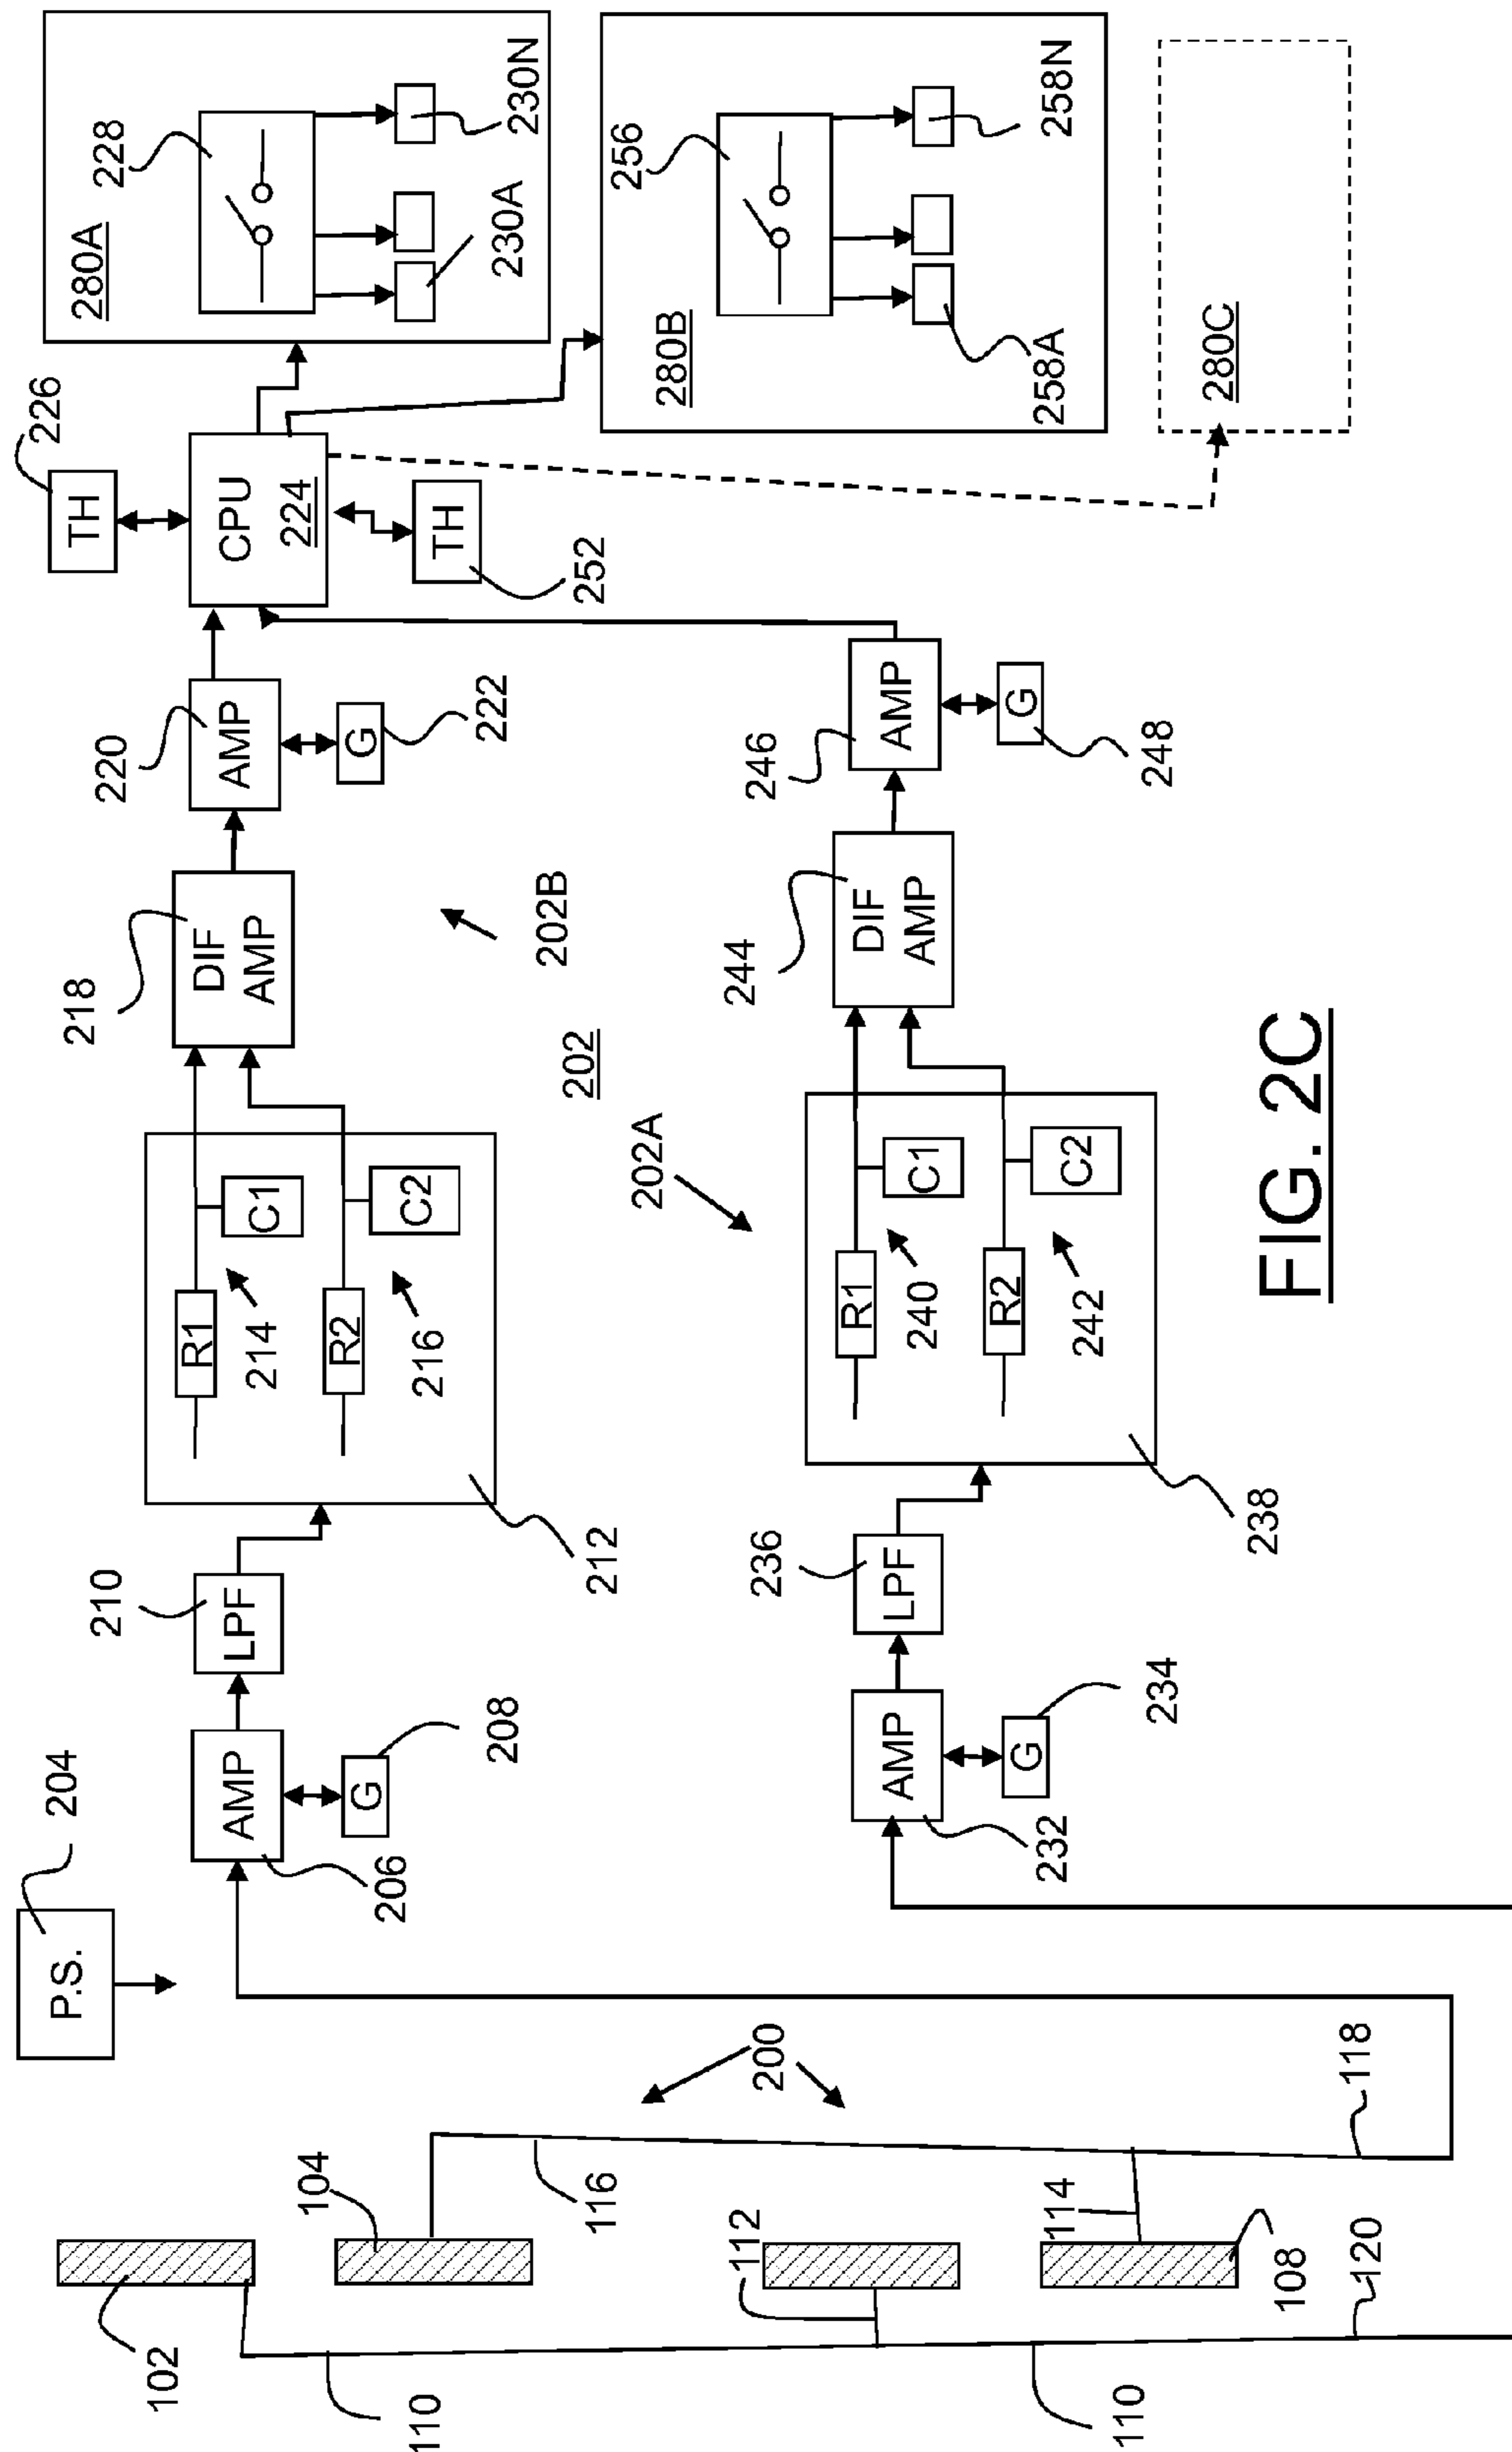 102
110
104
116
112
110
114
108
120
118
200
P.S.
204
AMP
206
G
208
LPF
210
212
R1
C1
214
R2
C2
216
DIF
AMP
218
AMP
220
G
222
CPU
224
TH
226
TH
252
280A
228
230A
230N
280B
256
258A
258N
280C
202
202B
202A
AMP
232
G
234
LPF
236
238
R1
C1
240
R2
C2
242
DIF
AMP
244
AMP
246
G
248
FIG. 2C